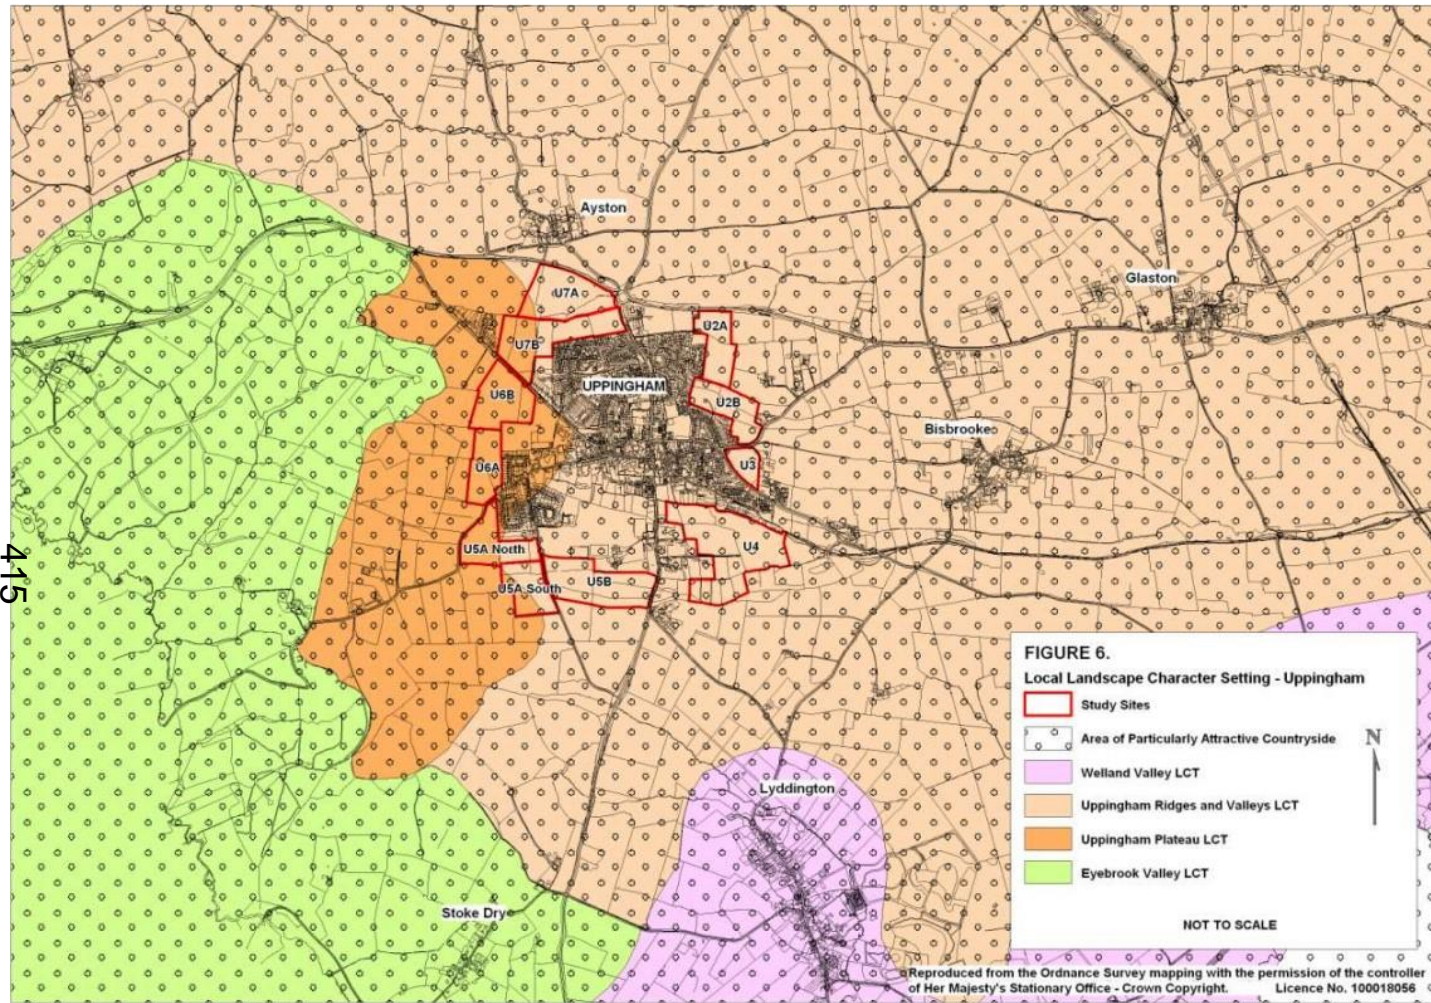 Ayston
Glaston
U7A
U2A
U7B
UPPINGHAM
U6B
U2B
Bisbrooke
U3
U6A
U4
U5A North
U5B
U5A South
415
Lyddington
Stoke Dry
FIGURE 6.
Local Landscape Character Setting - Uppingham
Study Sites
Area of Particularly Attractive Countryside
N
Welland Valley LCT
Uppingham Ridges and Valleys LCT
Uppingham Plateau LCT
Eyebrook Valley LCT
NOT TO SCALE
Reproduced from the Ordnance Survey mapping with the permission of the controller
of Her Majesty's Stationary Office - Crown Copyright. Licence No. 100018056